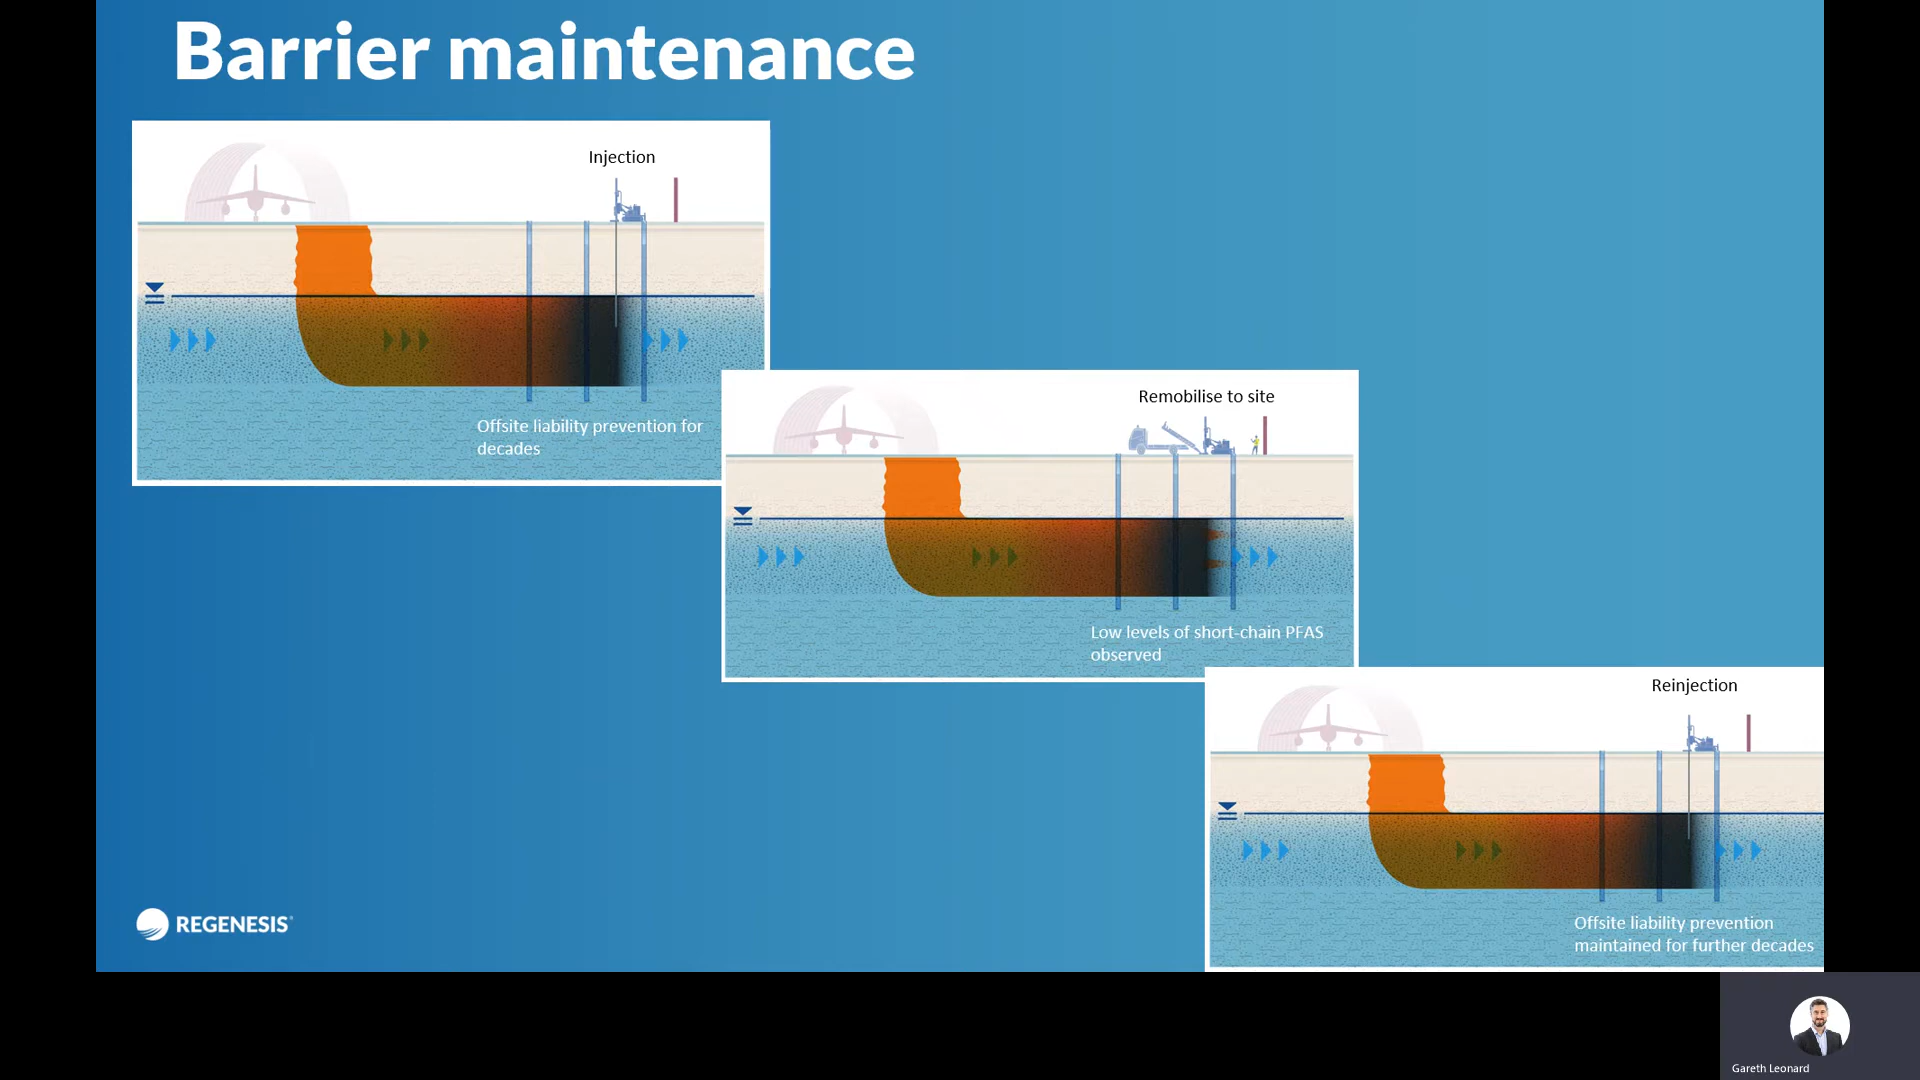 Barrier maintenance
Injection
Offsite liability prevention for
decades
Remobilise to site
Low levels of short-chain PFAS
observed
Reinjection
Offsite liability prevention
maintained for further decades
REGENESIS
Gareth Leonard